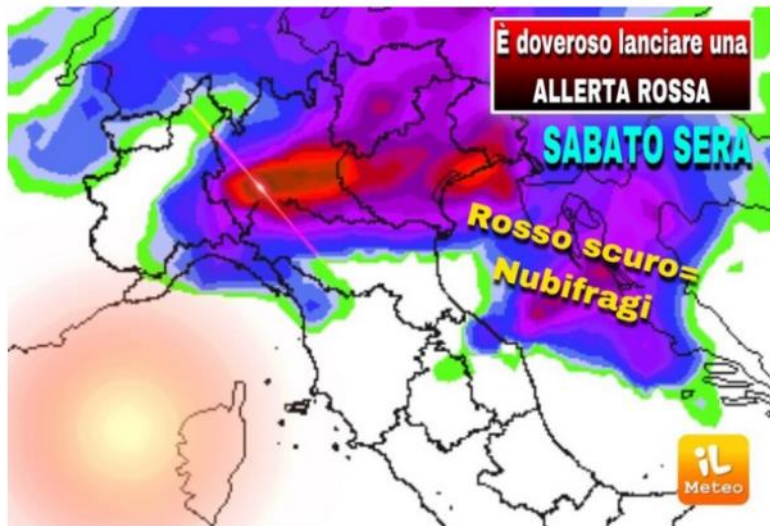 È doveroso lanciare una
ALLERTA ROSSA
SABATO SERA
Rosso scuro=
Nubifragi
iL
Meteo